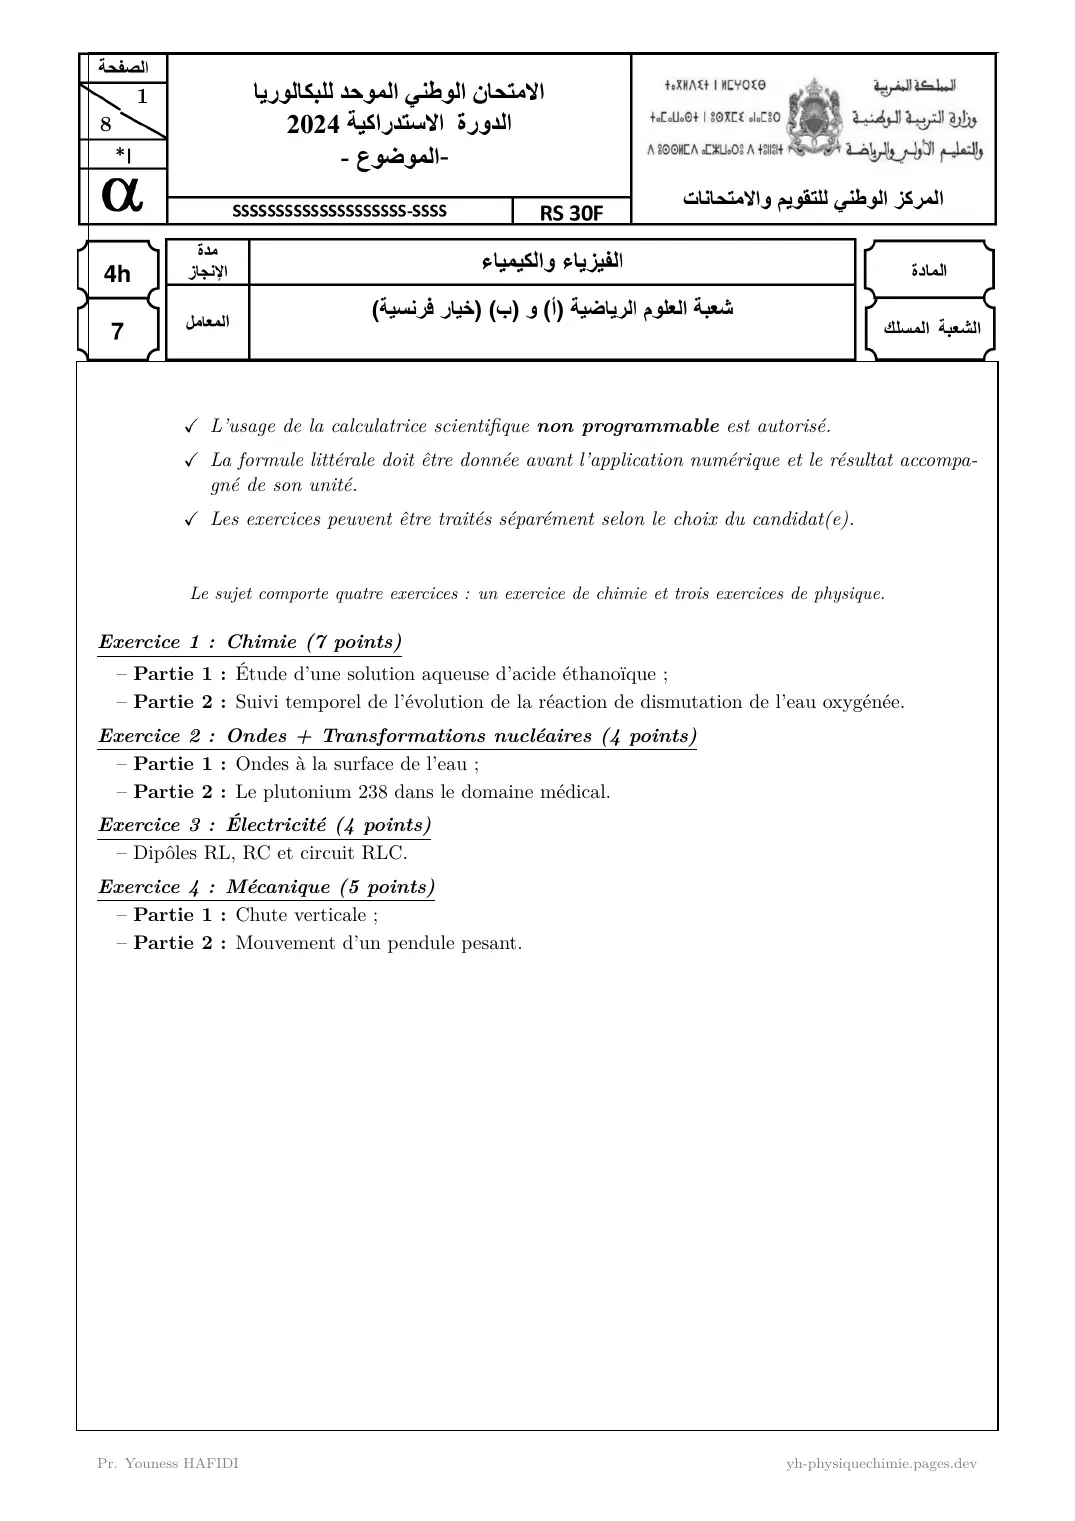 الصفحة
1
8
*I
α
الامتحان الوطني الموحد للبكالوريا
الدورة الاستدراكية 2024
- الموضوع-
SSSSSSSSSSSSSSSSSSSS-SSSS
RS 30F
ⵜⴰⴳⵍⴷⵉⵜ ⵏ ⵍⵎⵖⵔⵉⴱ
المملكة المغربية
وزارة التربية الوطنية
والتعليم الأولي والرياضة
المركز الوطني للتقويم والامتحانات
4h
مدة
الإنجاز
الفيزياء والكيمياء
المادة
7
المعامل
شعبة العلوم الرياضية (أ) و (ب) (خيار فرنسية)
الشعبة المسلك
✓ L'usage de la calculatrice scientifique non programmable est autorisé.
✓ La formule littérale doit être donnée avant l'application numérique et le résultat accompa-
gné de son unité.
✓ Les exercices peuvent être traités séparément selon le choix du candidat(e).
Le sujet comporte quatre exercices : un exercice de chimie et trois exercices de physique.
Exercice 1 : Chimie (7 points)
– Partie 1 : Étude d'une solution aqueuse d'acide éthanoïque ;
– Partie 2 : Suivi temporel de l'évolution de la réaction de dismutation de l'eau oxygénée.
Exercice 2 : Ondes + Transformations nucléaires (4 points)
– Partie 1 : Ondes à la surface de l'eau ;
– Partie 2 : Le plutonium 238 dans le domaine médical.
Exercice 3 : Électricité (4 points)
– Dipôles RL, RC et circuit RLC.
Exercice 4 : Mécanique (5 points)
– Partie 1 : Chute verticale ;
– Partie 2 : Mouvement d'un pendule pesant.
Pr. Youness HAFIDI
yh-physiquechimie.pages.dev